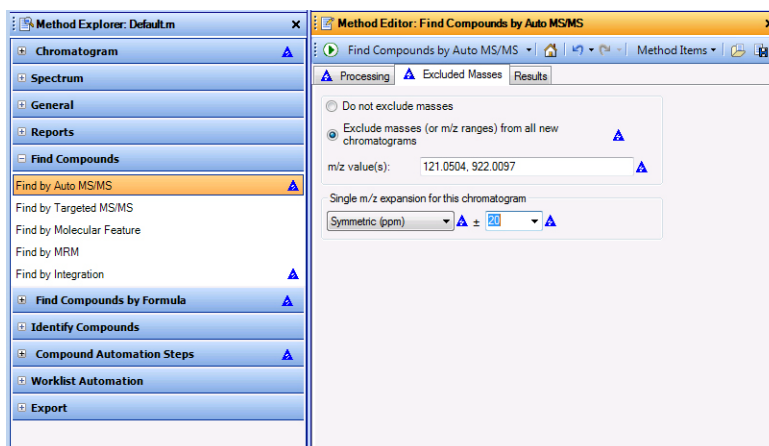 Method Explorer: Default.m
Chromatogram
Spectrum
General
Reports
Find Compounds
Find by Auto MS/MS
Find by Targeted MS/MS
Find by Molecular Feature
Find by MRM
Find by Integration
Find Compounds by Formula
Identify Compounds
Compound Automation Steps
Worklist Automation
Export
Method Editor: Find Compounds by Auto MS/MS
Find Compounds by Auto MS/MS Method Items
Processing Excluded Masses Results
Do not exclude masses
Exclude masses (or m/z ranges) from all new
chromatograms
m/z value(s): 121.0504, 922.0097
Single m/z expansion for this chromatogram
Symmetric (ppm) ± 20